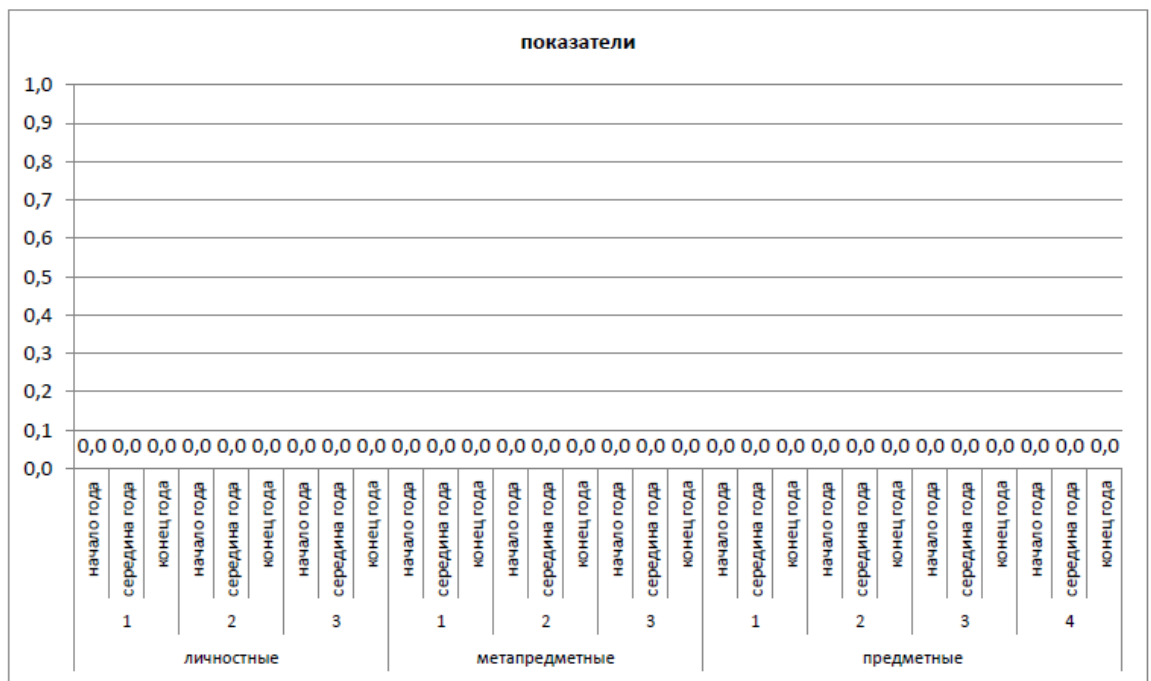 показатели
1,0
0,9
0,8
0,7
0,6
0,5
0,4
0,3
0,2
0,1
0,0
0,0 0,0 0,0 0,0 0,0 0,0 0,0 0,0 0,0 0,0 0,0 0,0 0,0 0,0 0,0 0,0 0,0 0,0 0,0 0,0 0,0 0,0 0,0 0,0 0,0 0,0 0,0 0,0 0,0 0,0
начало года
середина года
конец года
начало года
середина года
конец года
начало года
середина года
конец года
начало года
середина года
конец года
начало года
середина года
конец года
начало года
середина года
конец года
начало года
середина года
конец года
начало года
середина года
конец года
начало года
середина года
конец года
начало года
середина года
конец года
1 2 3 1 2 3 1 2 3 4
личностные метапредметные предметные